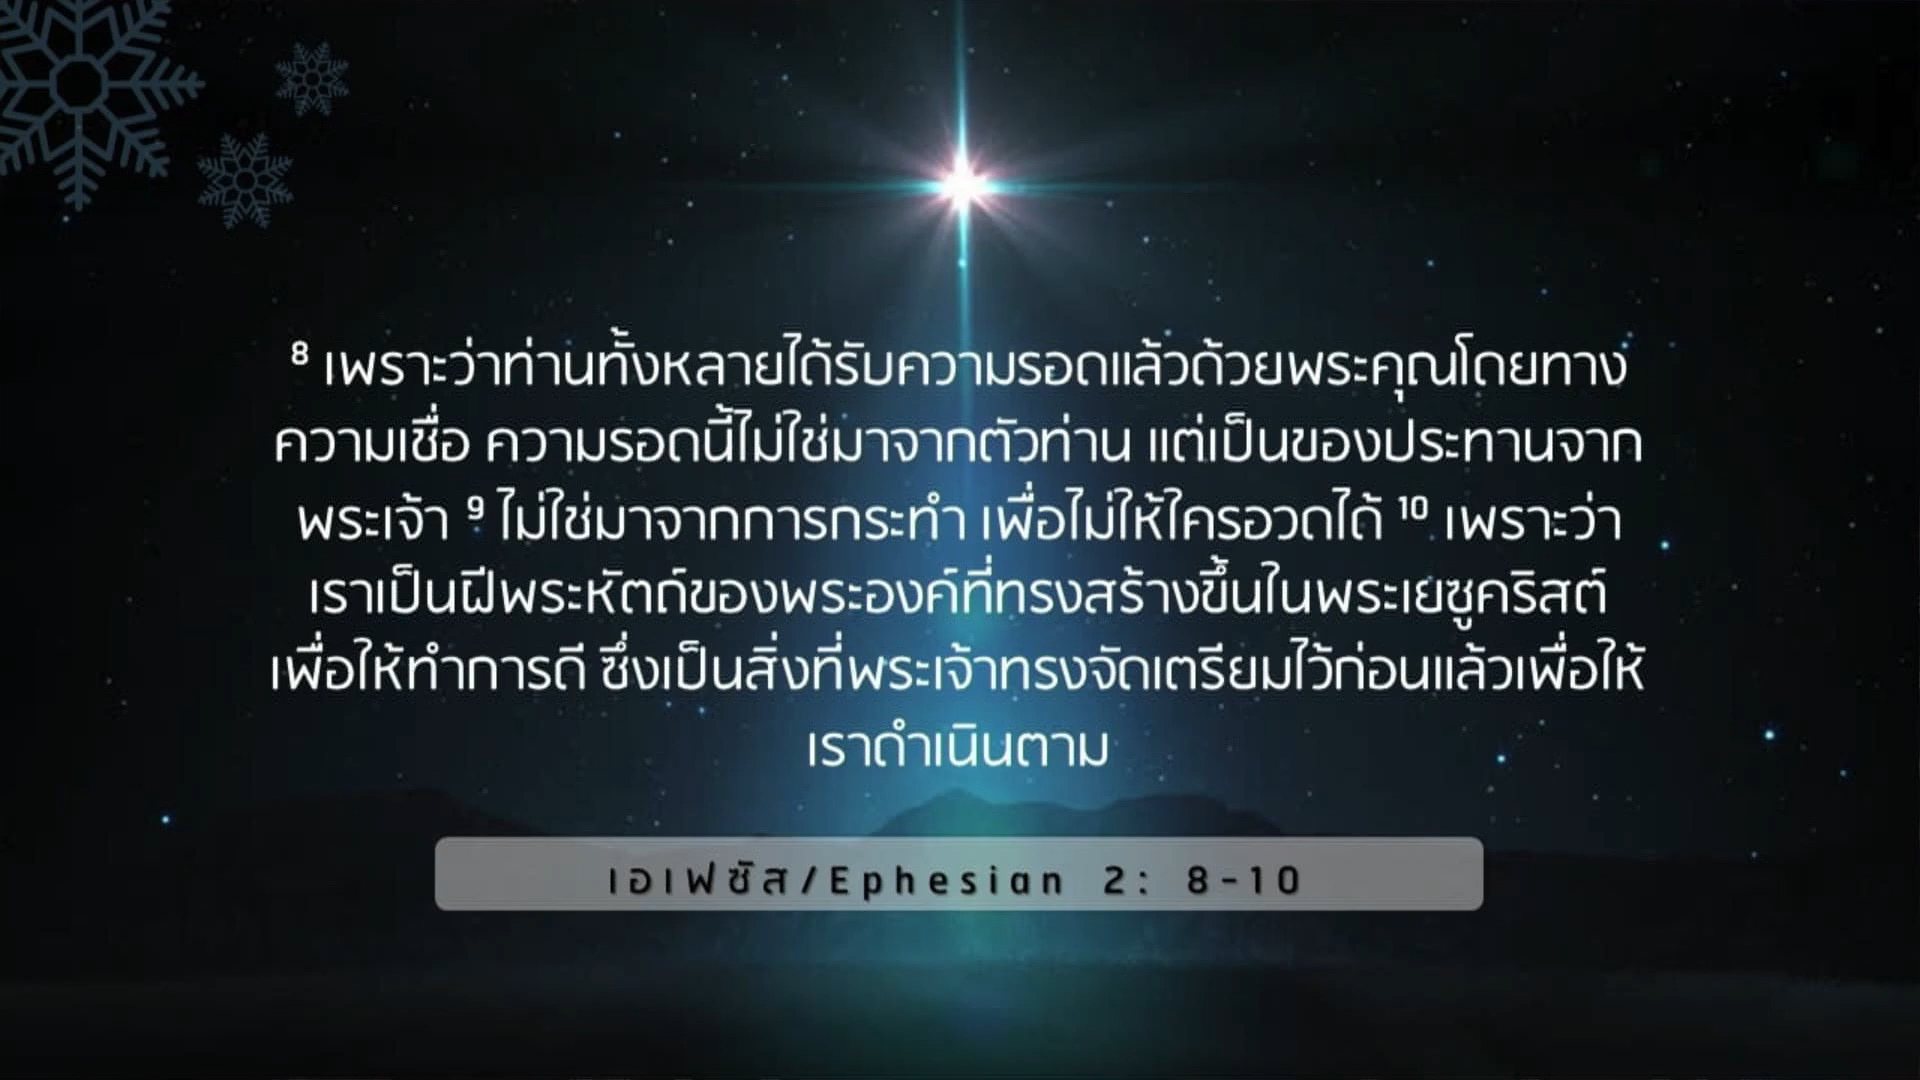 ⁸ เพราะว่าท่านทั้งหลายได้รับความรอดแล้วด้วยพระคุณโดยทาง
ความเชื่อ ความรอดนี้ไม่ใช่มาจากตัวท่าน แต่เป็นของประทานจาก
พระเจ้า ⁹ ไม่ใช่มาจากการกระทำ เพื่อไม่ให้ใครอวดได้ ¹⁰ เพราะว่า
เราเป็นฝีพระหัตถ์ของพระองค์ที่ทรงสร้างขึ้นในพระเยซูคริสต์
เพื่อให้ทำการดี ซึ่งเป็นสิ่งที่พระเจ้าทรงจัดเตรียมไว้ก่อนแล้วเพื่อให้
เราดำเนินตาม
เอเฟซัส/Ephesian 2: 8-10